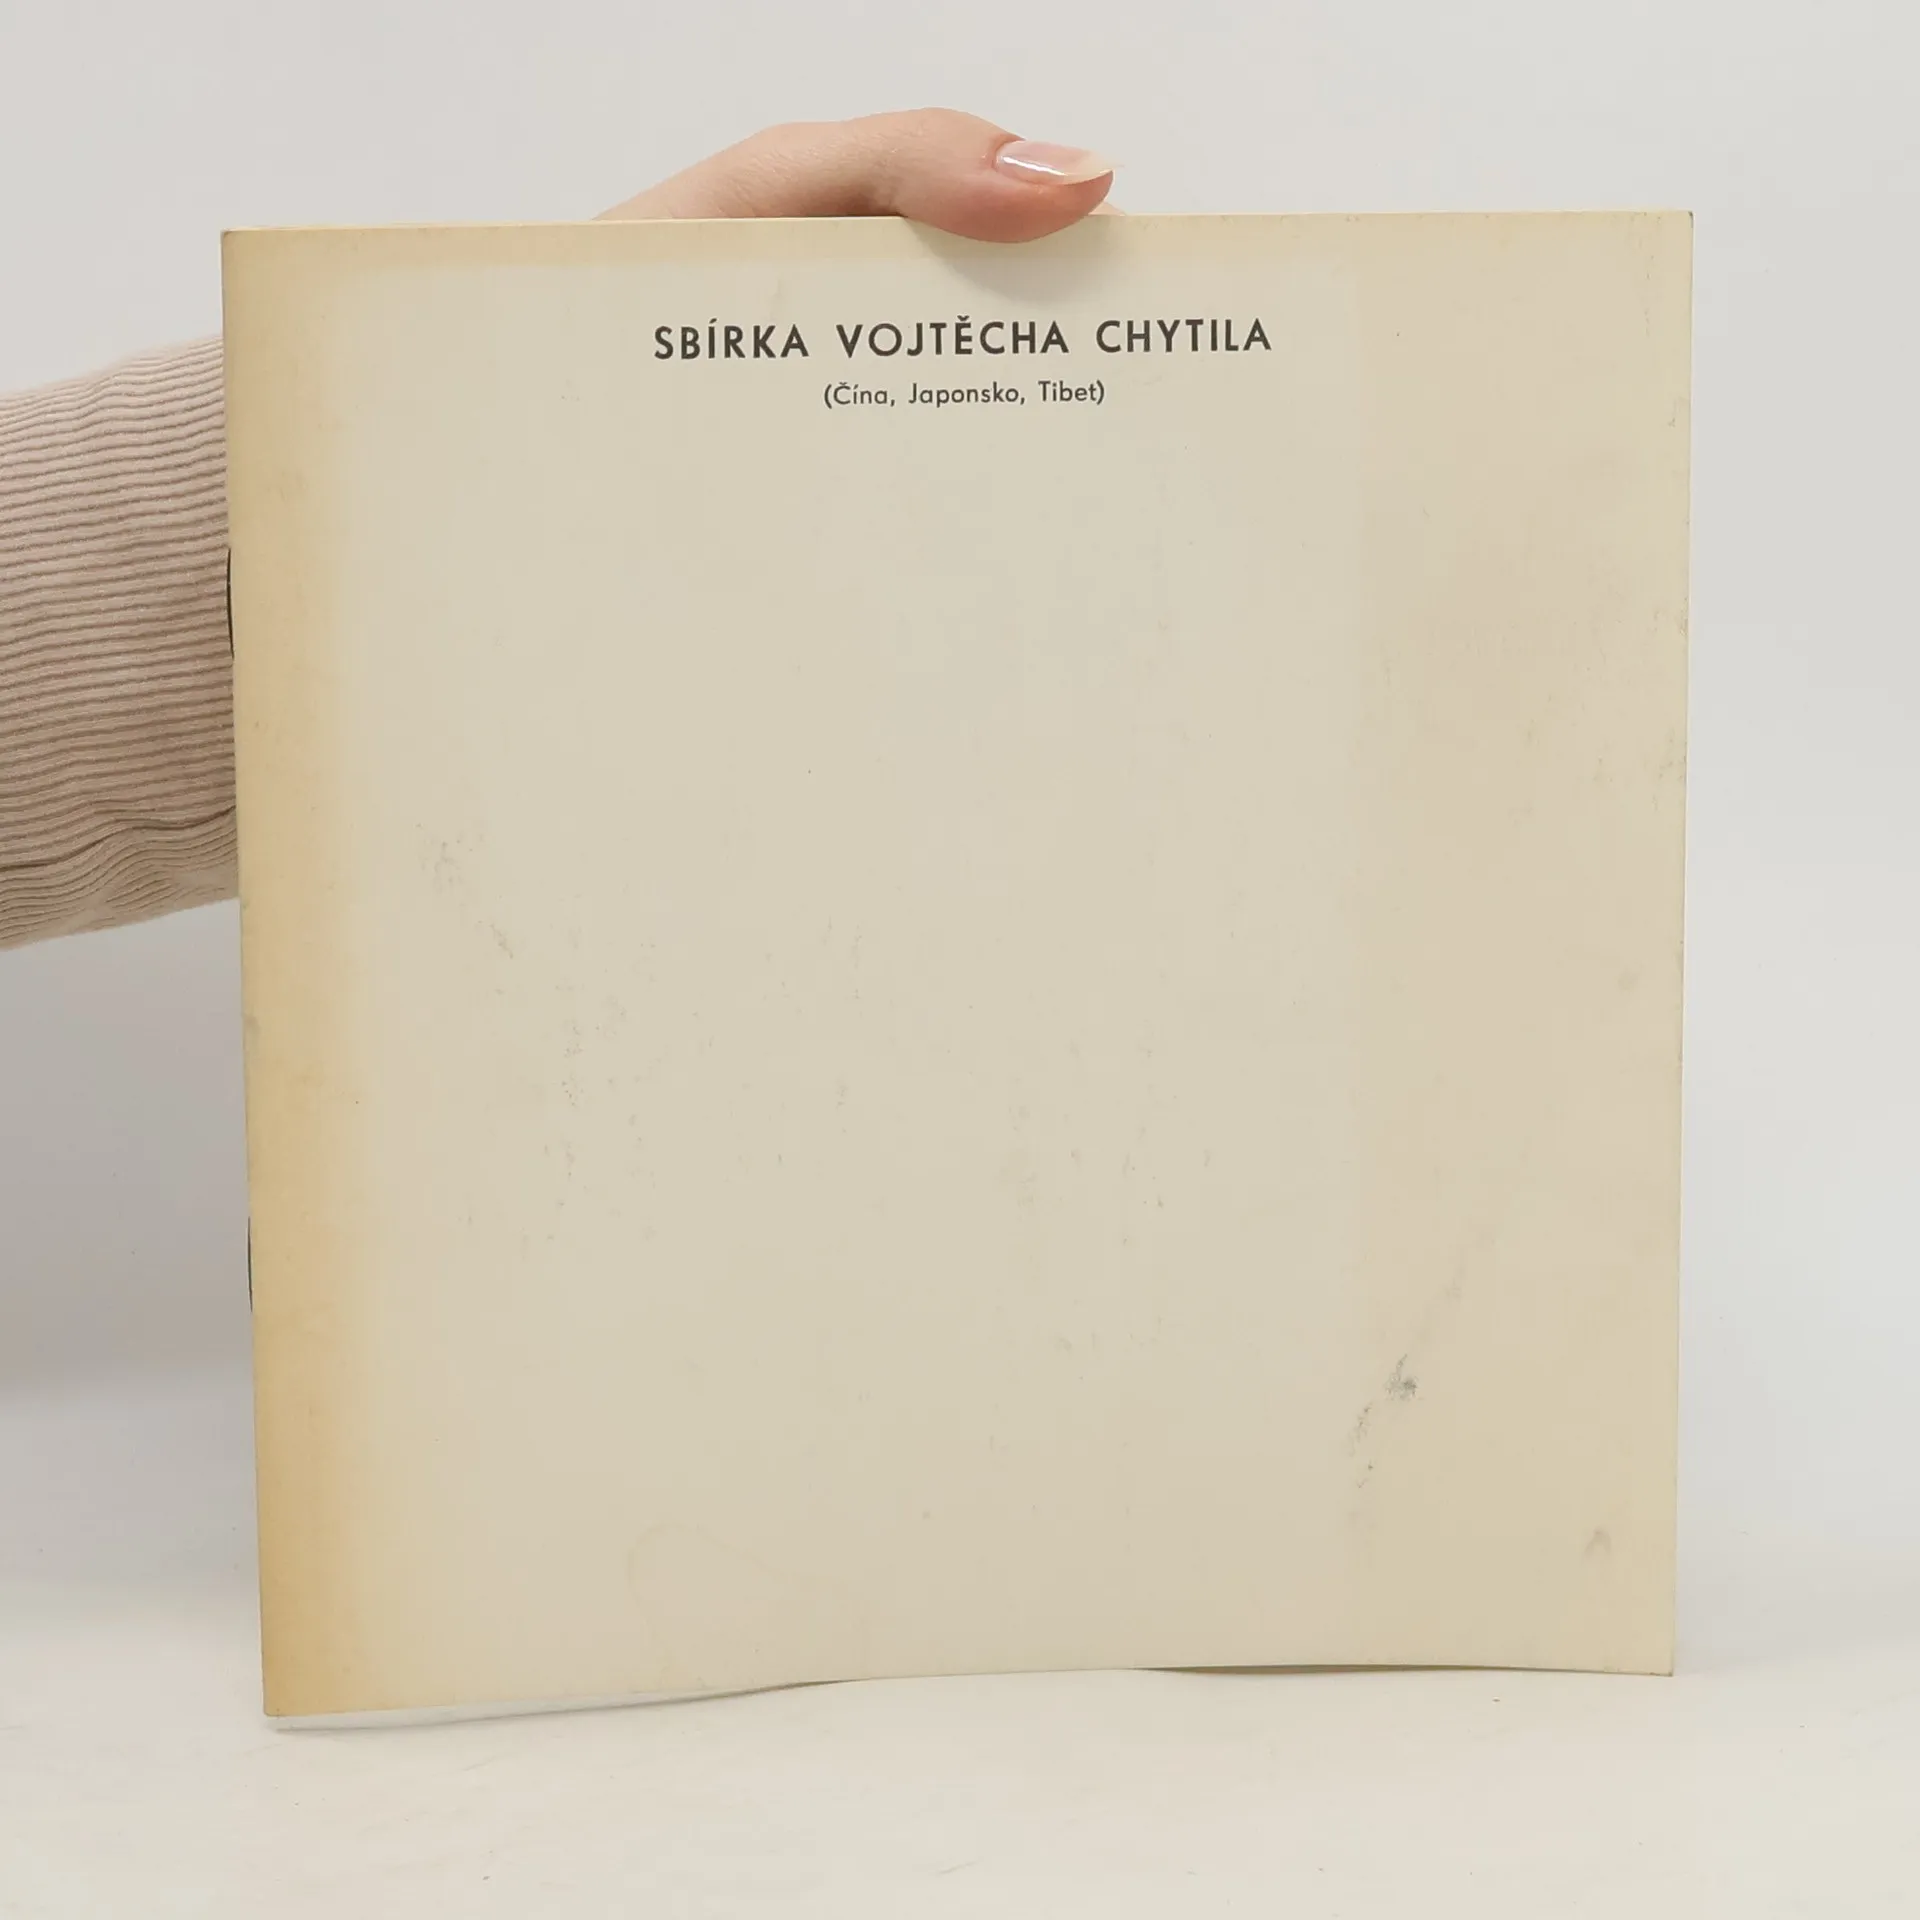 SBÍRKA VOJTĚCHA CHYTILA
(Čína, Japonsko, Tibet)